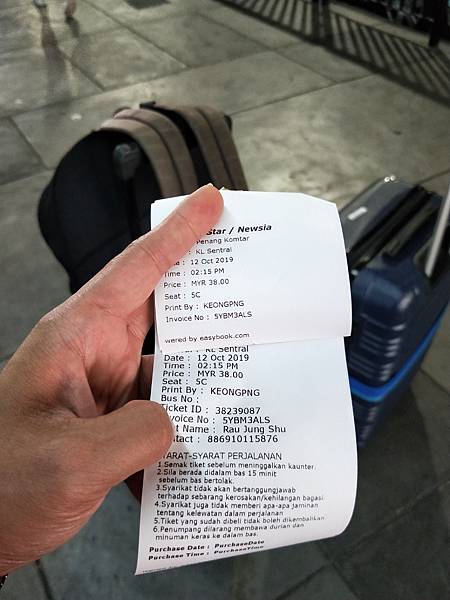 Star / Newsia
Penang Komtar
: KL Sentral
: 12 Oct 2019
Time : 02:15 PM
Price : MYR 38.00
Seat : 5C
Print By : KEONGPNG
Invoice No : 5YBM3ALS
wered by easybook.com
: KL Sentral
Date : 12 Oct 2019
Time : 02:15 PM
Price : MYR 38.00
Seat : 5C
Print By : KEONGPNG
Bus No :
Ticket ID : 38239087
voice No : 5YBM3ALS
Name : Rau Jung Shu
ontact : 886910115876
YARAT-SYARAT PERJALANAN
1.Semak tiket sebelum meninggalkan kaunter.
2.Sila berada didalam bas 15 minit
sebelum bas bertolak.
3.Syarikat tidak akan bertanggungjawab
terhadap sebarang kerosakan/kehilangan bagasi
4.Syarikat juga tidak memberi apa-apa jaminan
tentang kelewatan dalam perjalanan
5.Tiket yang sudah dibeli tidak boleh dikembalikan
6.Penumpang dilarang membawa durian dan
minuman keras ke dalam bas.
Purchase Date : PurchaseDate
Purchase Time : PurchaseTime